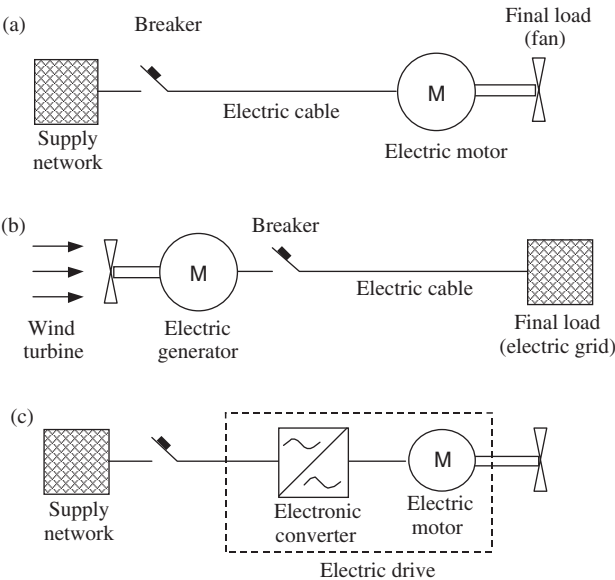 (a)
Breaker
Final load
(fan)
M
Electric cable
Supply
network
Electric motor
(b)
Breaker
M
Electric cable
Wind
turbine
Electric
generator
Final load
(electric grid)
(c)
M
Supply
network
Electronic
converter
Electric
motor
Electric drive